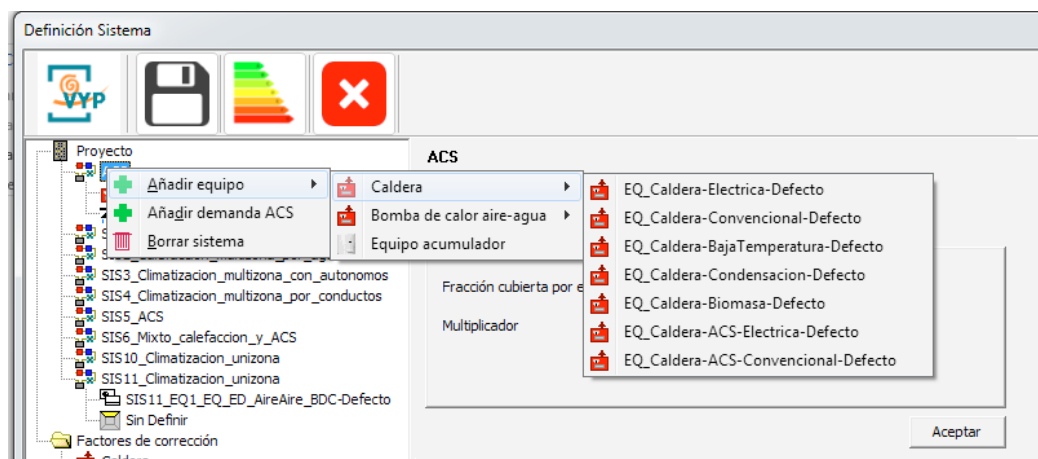 Definición Sistema
VYP
Proyecto
ACS
Añadir equipo
Caldera
EQ_Caldera-Electrica-Defecto
Añadir demanda ACS
Bomba de calor aire-agua
EQ_Caldera-Convencional-Defecto
Borrar sistema
Equipo acumulador
EQ_Caldera-BajaTemperatura-Defecto
SIS3_Climatizacion_multizona_con_autonomos
EQ_Caldera-Condensacion-Defecto
SIS4_Climatizacion_multizona_por_conductos
Fracción cubierta por e
EQ_Caldera-Biomasa-Defecto
SIS5_ACS
Multiplicador
EQ_Caldera-ACS-Electrica-Defecto
SIS6_Mixto_calefaccion_y_ACS
EQ_Caldera-ACS-Convencional-Defecto
SIS10_Climatizacion_unizona
SIS11_Climatizacion_unizona
SIS11_EQ1_EQ_ED_AireAire_BDC-Defecto
Sin Definir
Aceptar
Factores de corrección